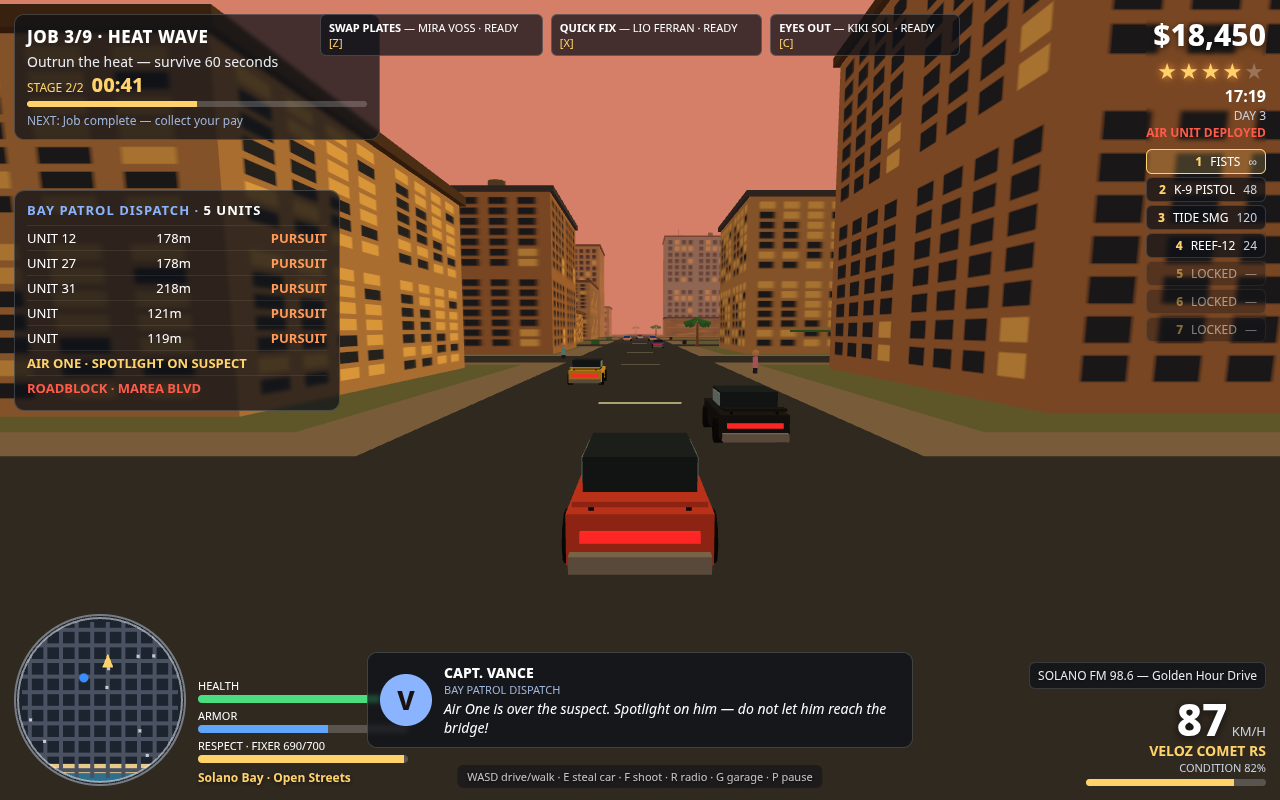 JOB 3/9 · HEAT WAVE
Outrun the heat — survive 60 seconds
STAGE 2/2 00:41
NEXT: Job complete — collect your pay
SWAP PLATES — MIRA VOSS · READY
[Z]
QUICK FIX — LIO FERRAN · READY
[X]
EYES OUT — KIKI SOL · READY
[C]
$18,450
★★★★★
17:19
DAY 3
AIR UNIT DEPLOYED
1 FISTS ∞
2 K-9 PISTOL 48
3 TIDE SMG 120
4 REEF-12 24
5 LOCKED —
6 LOCKED —
7 LOCKED —
BAY PATROL DISPATCH · 5 UNITS
UNIT 12 178m PURSUIT
UNIT 27 178m PURSUIT
UNIT 31 218m PURSUIT
UNIT 121m PURSUIT
UNIT 119m PURSUIT
AIR ONE · SPOTLIGHT ON SUSPECT
ROADBLOCK · MAREA BLVD
HEALTH
ARMOR
RESPECT · FIXER 690/700
Solano Bay · Open Streets
V
CAPT. VANCE
BAY PATROL DISPATCH
Air One is over the suspect. Spotlight on him — do not let him reach the
bridge!
WASD drive/walk · E steal car · F shoot · R radio · G garage · P pause
SOLANO FM 98.6 — Golden Hour Drive
87 KM/H
VELOZ COMET RS
CONDITION 82%